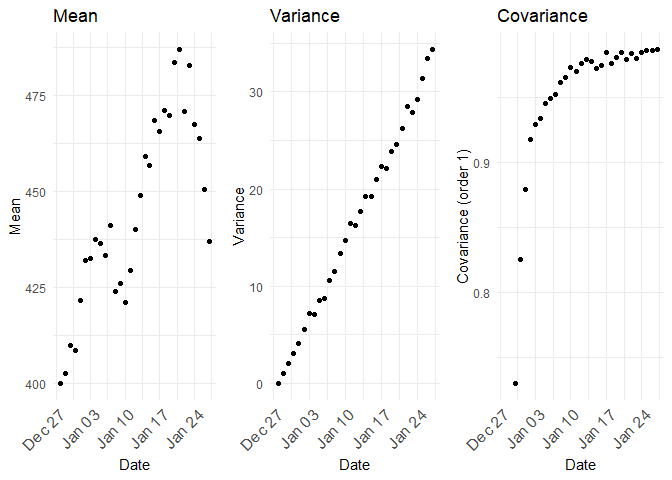 Mean
Mean
475
450
425
400
Dec 27
Jan 03
Jan 10
Jan 17
Jan 24
Date
Variance
Variance
30
20
10
0
Dec 27
Jan 03
Jan 10
Jan 17
Jan 24
Date
Covariance
Covariance (order 1)
0.9
0.8
Dec 27
Jan 03
Jan 10
Jan 17
Jan 24
Date